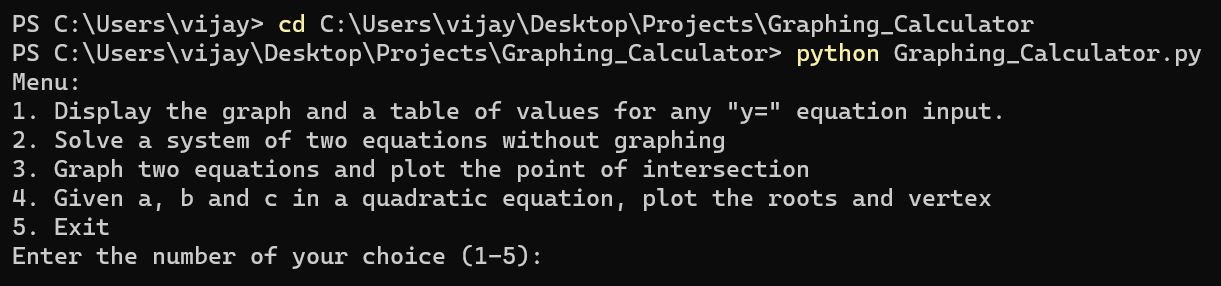 PS C:\Users\vijay> cd C:\Users\vijay\Desktop\Projects\Graphing_Calculator
PS C:\Users\vijay\Desktop\Projects\Graphing_Calculator> python Graphing_Calculator.py
Menu:
1. Display the graph and a table of values for any "y=" equation input.
2. Solve a system of two equations without graphing
3. Graph two equations and plot the point of intersection
4. Given a, b and c in a quadratic equation, plot the roots and vertex
5. Exit
Enter the number of your choice (1-5):